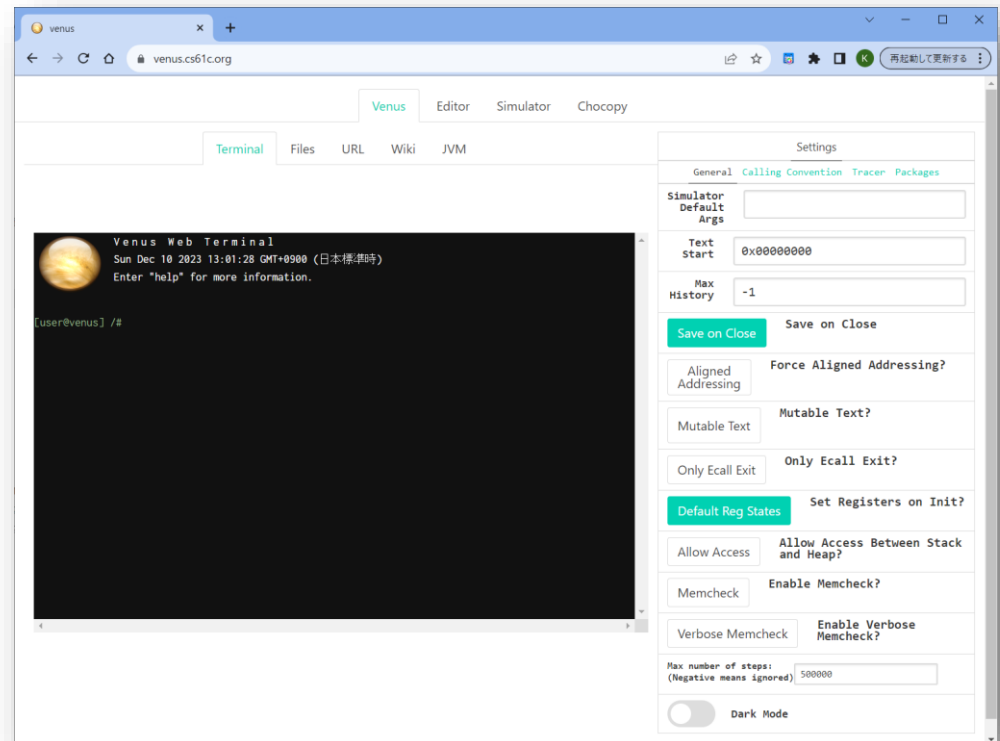 venus
venus.cs61c.org
K
再起動して更新する
Venus Editor Simulator Chocopy
Terminal Files URL Wiki JVM
Venus Web Terminal
Sun Dec 10 2023 13:01:28 GMT+0900 (日本標準時)
Enter "help" for more information.
[user@venus] /#
Settings
General Calling Convention Tracer Packages
Simulator
Default
Args
Text
Start
0x00000000
Max
History
-1
Save on Close Save on Close
Aligned
Addressing
Force Aligned Addressing?
Mutable Text Mutable Text?
Only Ecall Exit Only Ecall Exit?
Default Reg States Set Registers on Init?
Allow Access
Allow Access Between Stack
and Heap?
Memcheck Enable Memcheck?
Verbose Memcheck
Enable Verbose
Memcheck?
Max number of steps:
(Negative means ignored) 500000
Dark Mode